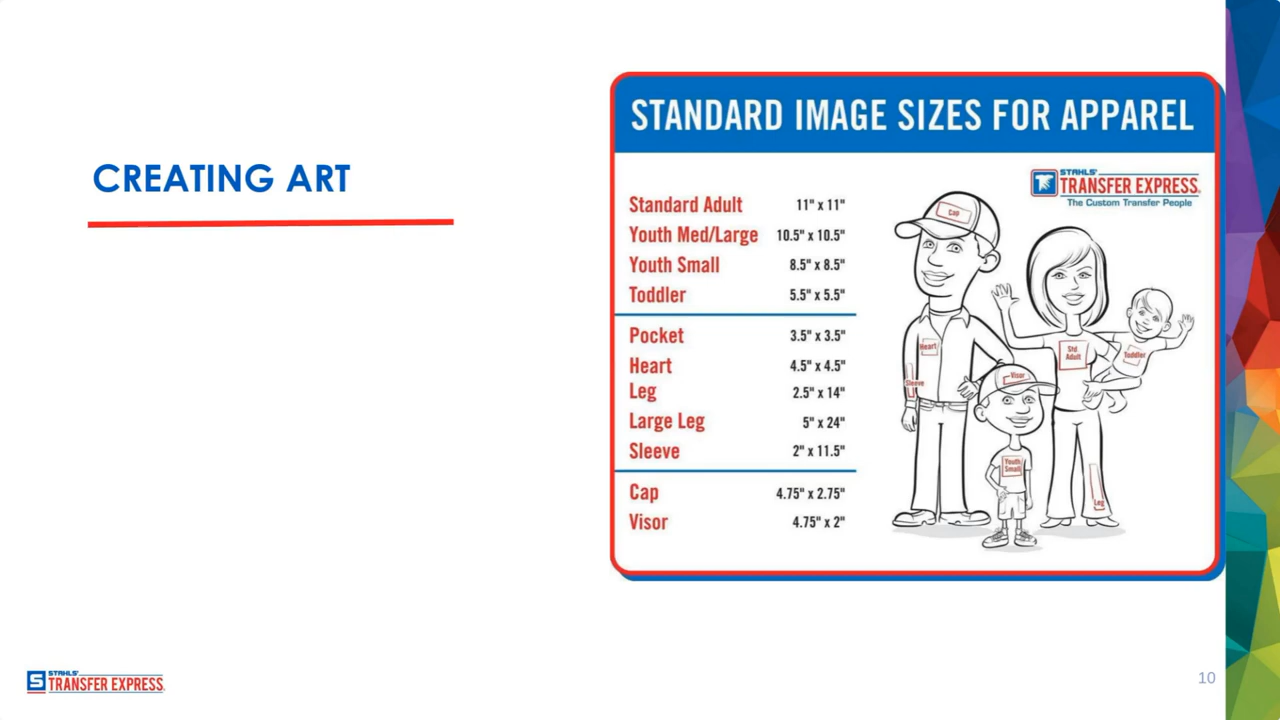 CREATING ART
STANDARD IMAGE SIZES FOR APPAREL
STAHLS'
TRANSFER EXPRESS.
The Custom Transfer People
Standard Adult 11" x 11"
Youth Med/Large 10.5" x 10.5"
Youth Small 8.5" x 8.5"
Toddler 5.5" x 5.5"
Pocket 3.5" x 3.5"
Heart 4.5" x 4.5"
Leg 2.5" x 14"
Large Leg 5" x 24"
Sleeve 2" x 11.5"
Cap 4.75" x 2.75"
Visor 4.75" x 2"
Cap
Heart
Sleeve
Std
Adult
Toddler
Visor
Youth
Small
Leg
S STAHLS'
TRANSFER EXPRESS.
10